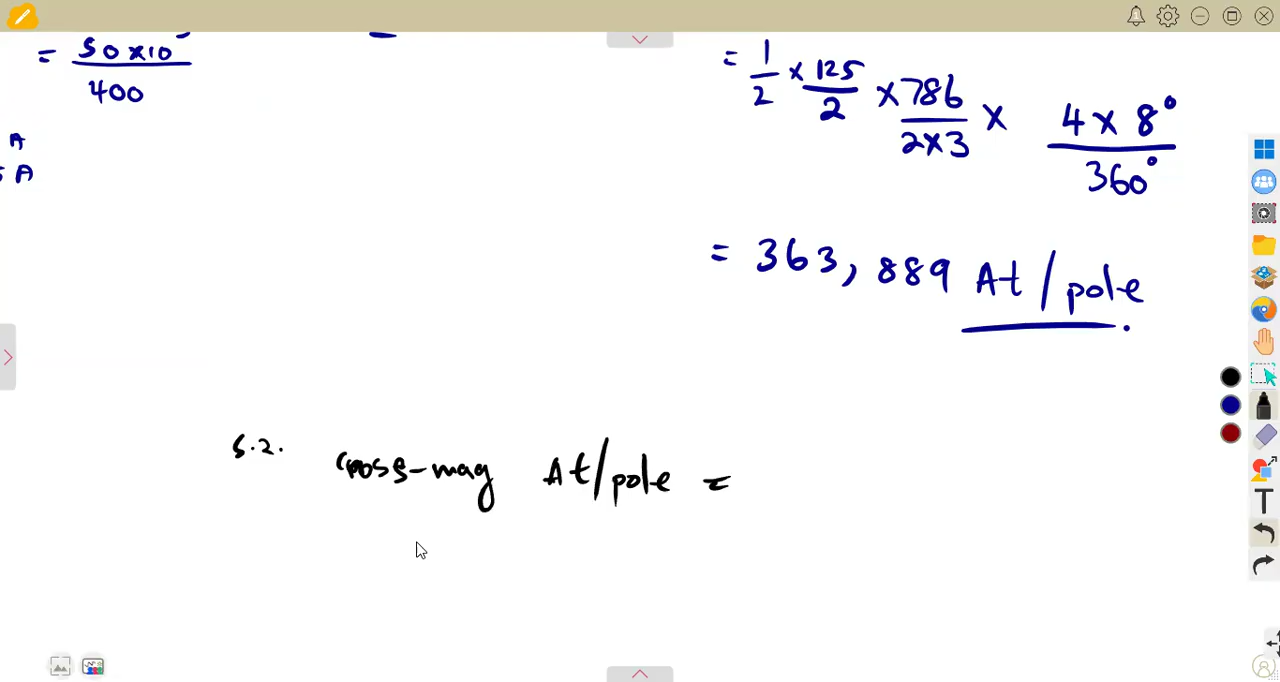 = 50 × 10
400
A
A
= 1/2 × 125/2 × 786/2×3 × 4 × 8°/360°
= 363,889 At/pole
5.2. Cross-mag At/pole =
T